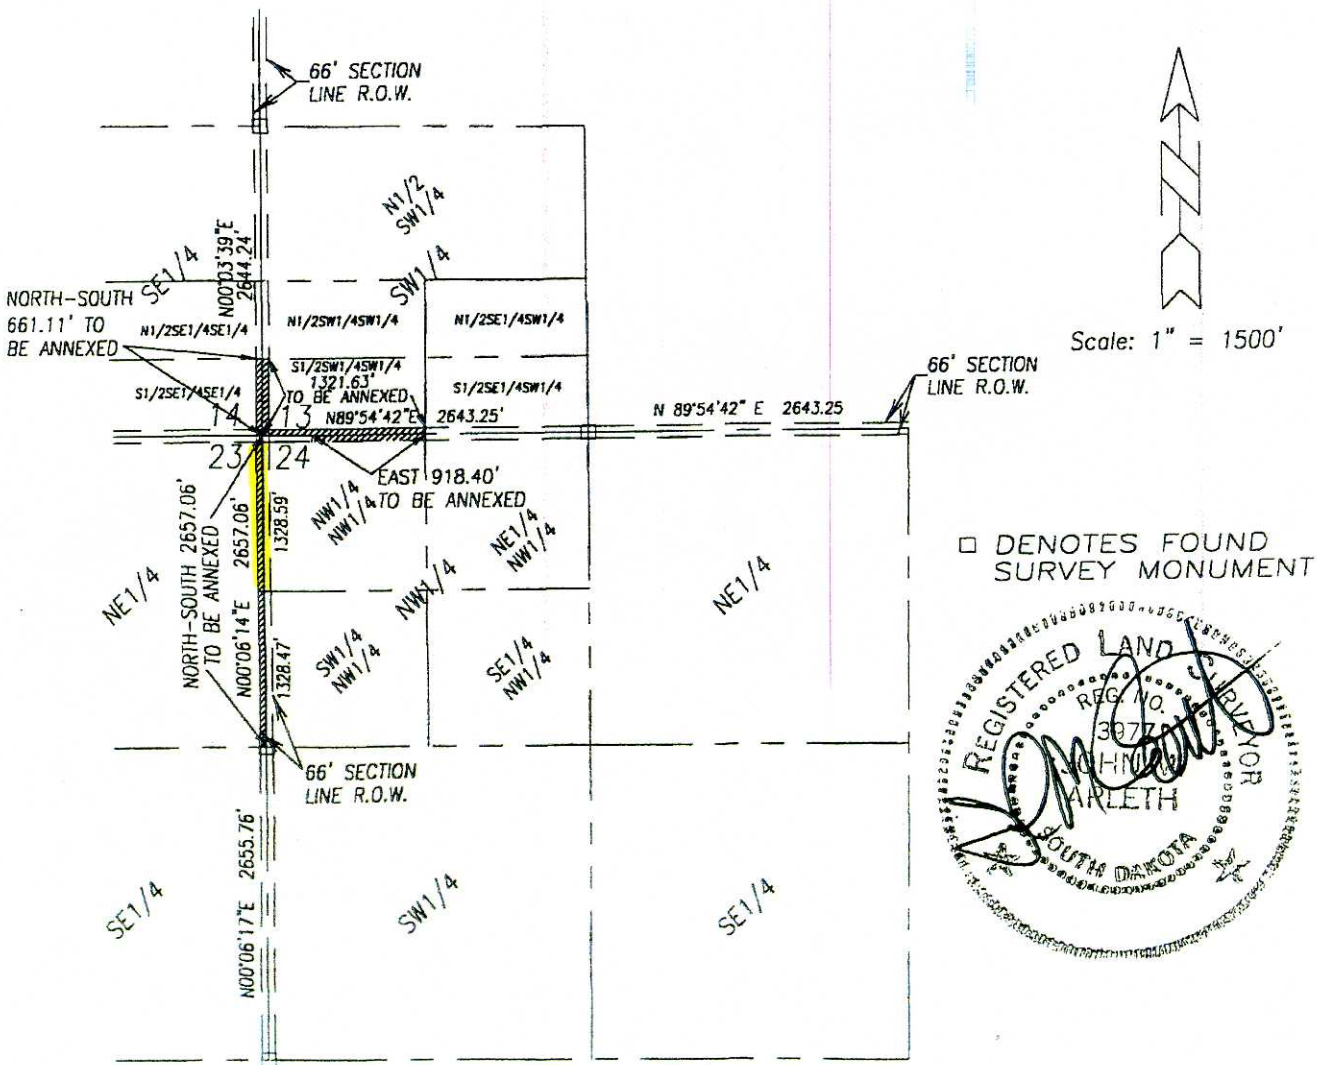 66' SECTION
LINE R.O.W.
N1/2
SW1/4
SW1/4
SE1/4
N00°03'39"E
2644.24'
NORTH-SOUTH
661.11' TO
BE ANNEXED
N1/2SE1/4SE1/4
N1/2SW1/4SW1/4
N1/2SE1/4SW1/4
Scale: 1" = 1500'
S1/2SE1/4SE1/4
S1/2SW1/4SW1/4
1321.63'
TO BE ANNEXED
S1/2SE1/4SW1/4
66' SECTION
LINE R.O.W.
14 13
N89°54'42"E 2643.25'
N 89°54'42" E 2643.25
23 24
EAST 918.40'
TO BE ANNEXED
NORTH-SOUTH 2657.06'
TO BE ANNEXED
N00°06'14"E 2657.06'
1328.59'
1328.47'
NW1/4
NW1/4
NE1/4
NW1/4
NE1/4
NW1/4
NE1/4
SW1/4
NW1/4
SE1/4
NW1/4
□ DENOTES FOUND
SURVEY MONUMENT
66' SECTION
LINE R.O.W.
N00°06'17"E 2655.76'
SE1/4
SW1/4
SE1/4
REGISTERED LAND SURVEYOR
REG. NO.
ARLETH
SOUTH DAKOTA